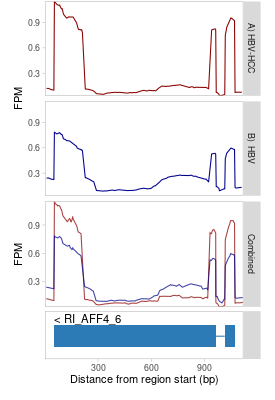 0.9
0.6
0.3
A) HBV-HCC
FPM
0.9
0.6
0.3
B) HBV
0.9
0.6
0.3
Combined
FPM
< RI_AFF4_6
300 600 900
Distance from region start (bp)